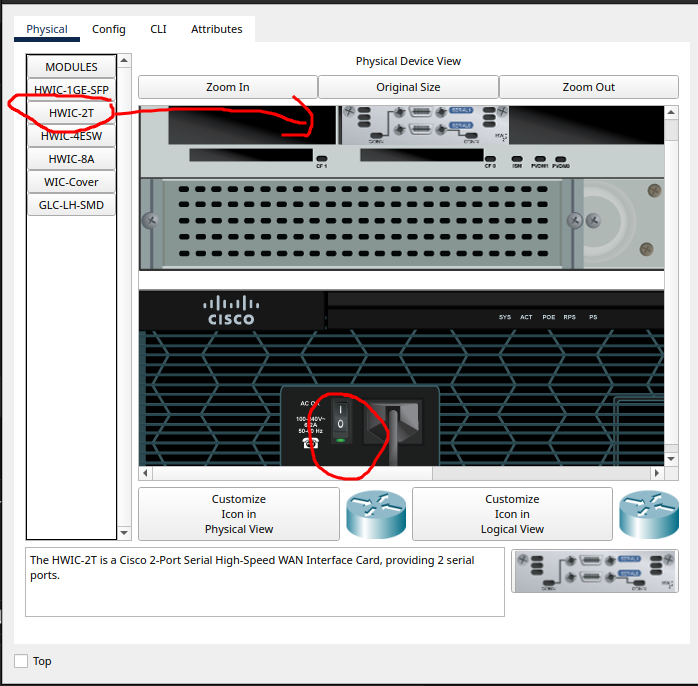 Physical Config CLI Attributes
MODULES
HWIC-1GE-SFP
HWIC-2T
HWIC-4ESW
HWIC-8A
WIC-Cover
GLC-LH-SMD
Physical Device View
Zoom In Original Size Zoom Out
SERIAL1
SERIAL0
CONN CONN
CF 1 CF 0 ISM PVDM1 PVDM0
CISCO
SYS ACT POE RPS PS
AC OK
100-240V~
50-60 Hz
I
O
Customize
Icon in
Physical View
Customize
Icon in
Logical View
The HWIC-2T is a Cisco 2-Port Serial High-Speed WAN Interface Card, providing 2 serial
ports.
Top